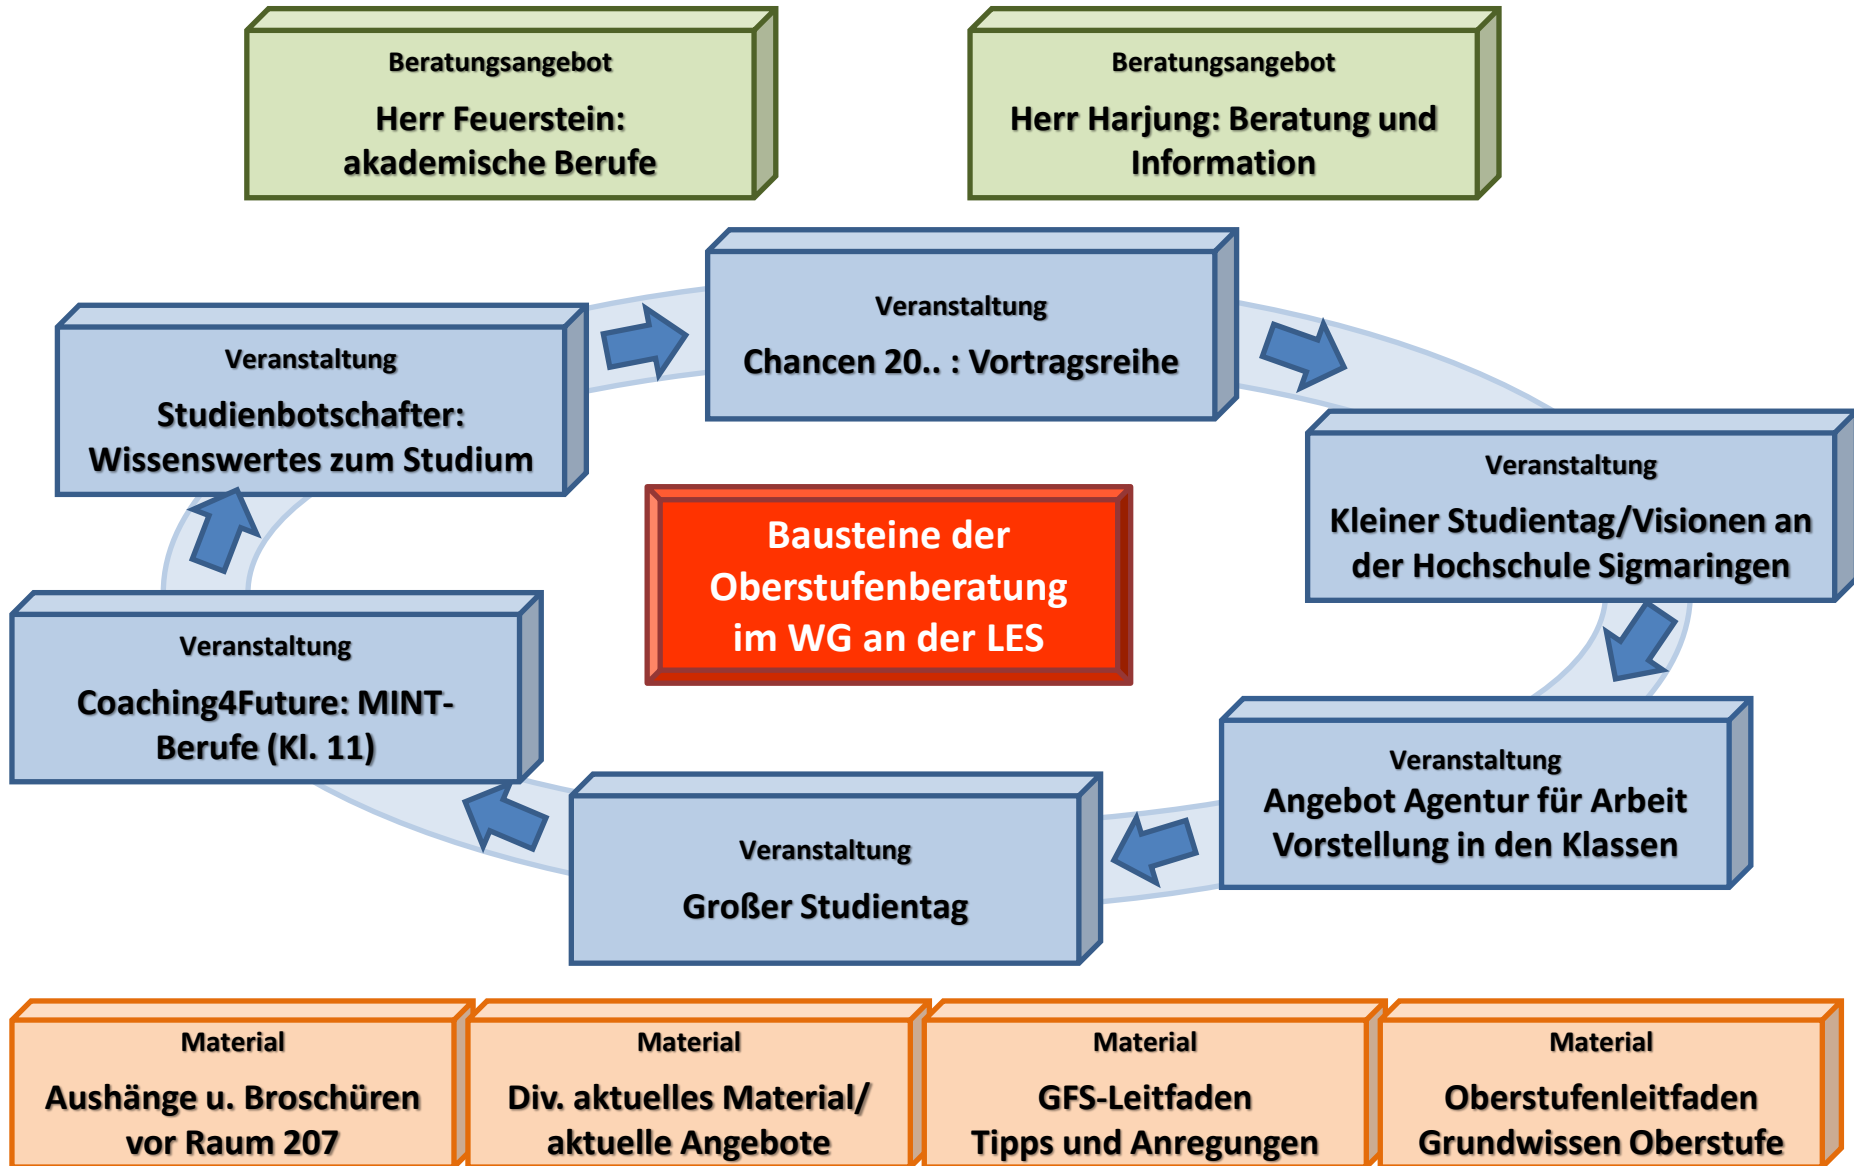 Beratungsangebot
Herr Feuerstein:
akademische Berufe
Beratungsangebot
Herr Harjung: Beratung und
Information
Veranstaltung
Chancen 20.. : Vortragsreihe
Veranstaltung
Studienbotschafter:
Wissenswertes zum Studium
Veranstaltung
Kleiner Studientag/Visionen an
der Hochschule Sigmaringen
Bausteine der
Oberstufenberatung
im WG an der LES
Veranstaltung
Coaching4Future: MINT-
Berufe (Kl. 11)
Veranstaltung
Angebot Agentur für Arbeit
Vorstellung in den Klassen
Veranstaltung
Großer Studientag
Material
Aushänge u. Broschüren
vor Raum 207
Material
Div. aktuelles Material/
aktuelle Angebote
Material
GFS-Leitfaden
Tipps und Anregungen
Material
Oberstufenleitfaden
Grundwissen Oberstufe